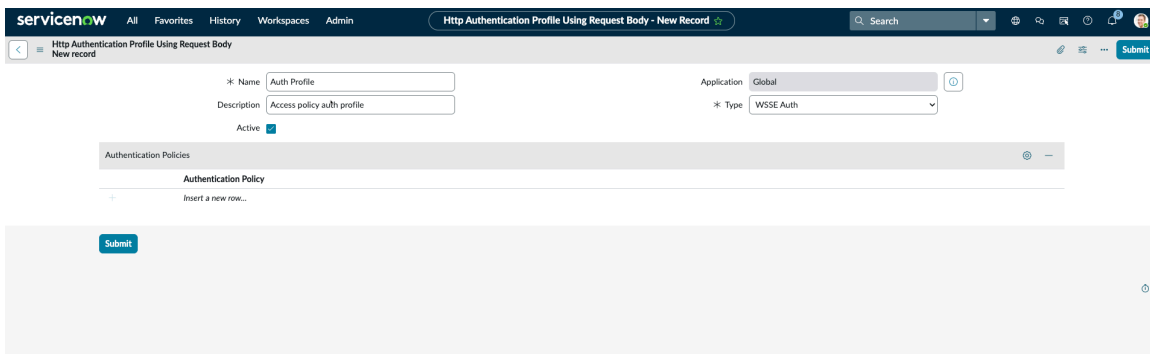 servicenow All Favorites History Workspaces Admin Http Authentication Profile Using Request Body - New Record Search
Http Authentication Profile Using Request Body
New record
Submit
* Name Auth Profile
Application Global
Description Access policy auth profile
* Type WSSE Auth
Active
Authentication Policies
Authentication Policy
Insert a new row...
Submit